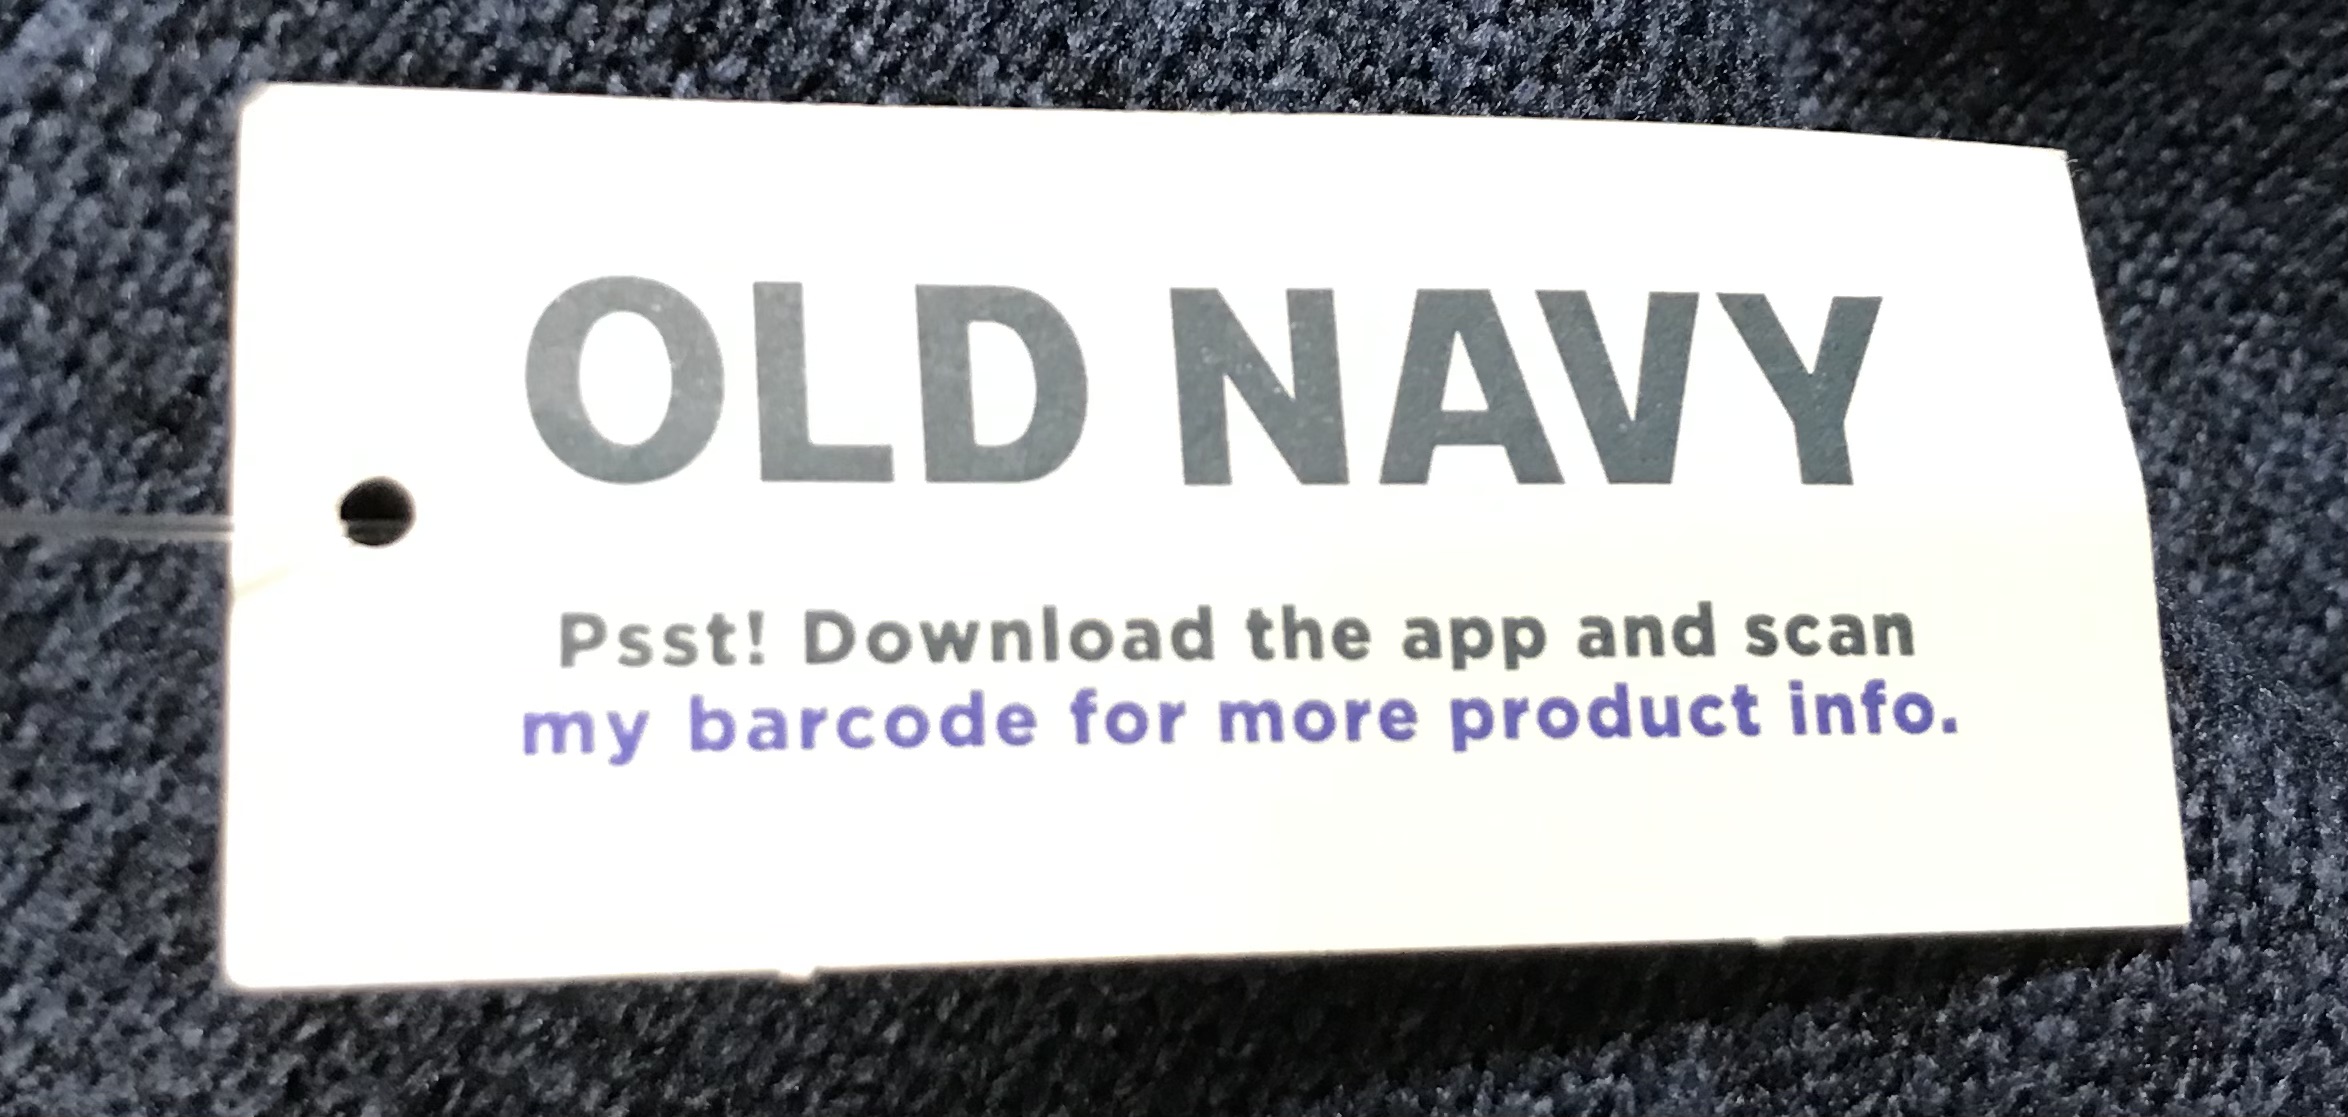 OLD NAVY
Psst! Download the app and scan
my barcode for more product info.